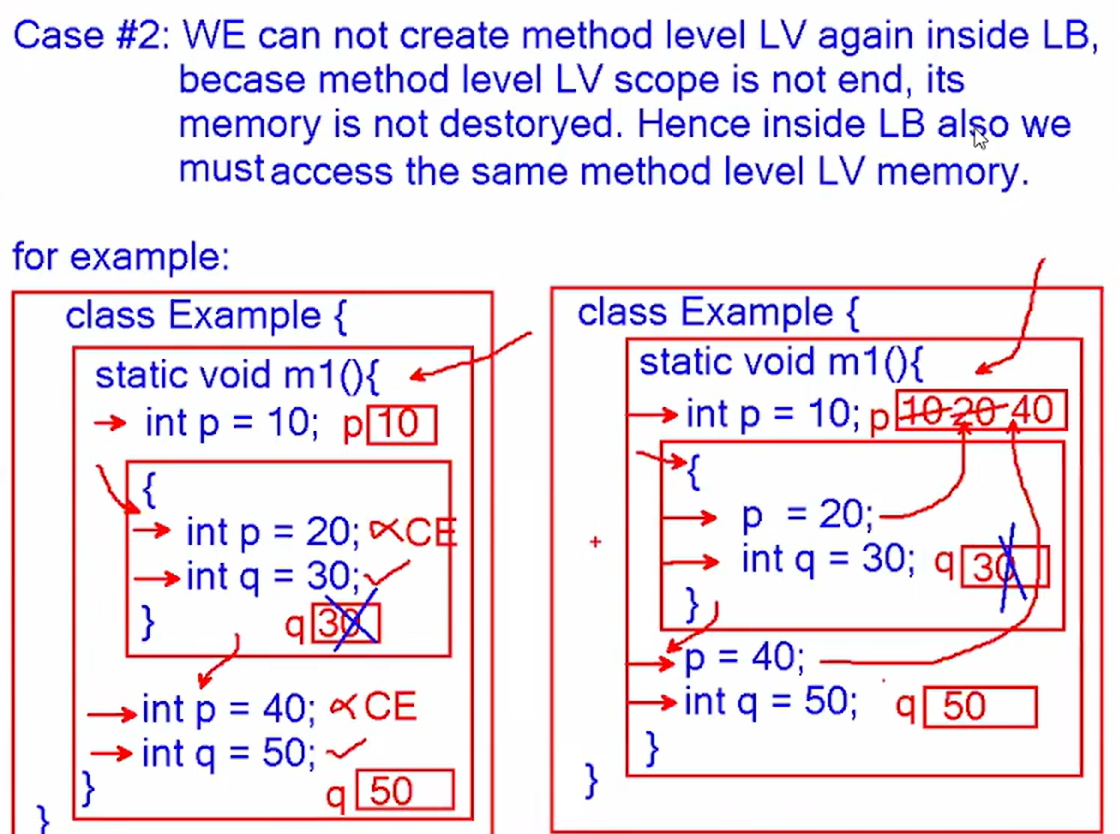 Case #2: WE can not create method level LV again inside LB,
becase method level LV scope is not end, its
memory is not destoryed. Hence inside LB also we
must access the same method level LV memory.
for example:
class Example {
static void m1(){
int p = 10; p 10
{
int p = 20; CE
int q = 30;
} q 30
int p = 40; CE
int q = 50;
} q 50
}
class Example {
static void m1(){
int p = 10; p 10 20 40
{
p = 20;
int q = 30; q 30
}
p = 40;
int q = 50; q 50
}
}